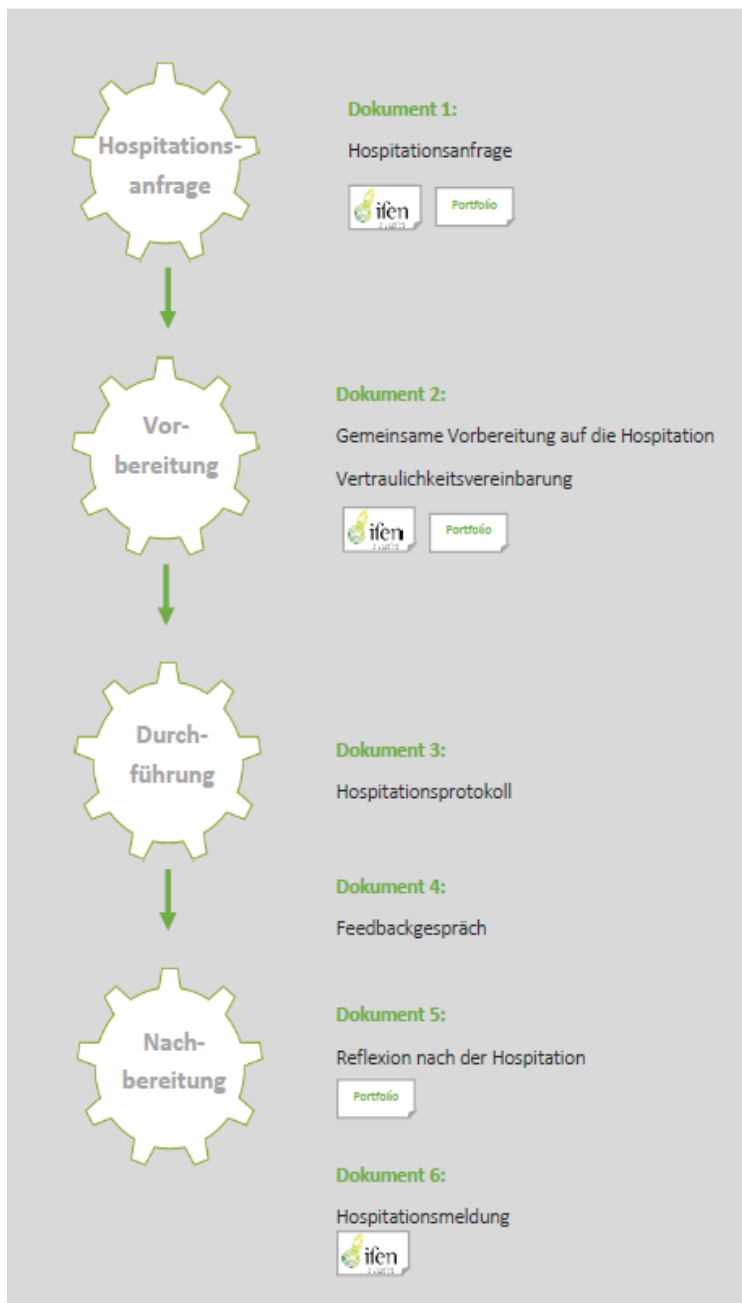 Hospitations-
anfrage
Dokument 1:
Hospitationsanfrage
ifen
Portfolio
Vor-
bereitung
Dokument 2:
Gemeinsame Vorbereitung auf die Hospitation
Vertraulichkeitsvereinbarung
ifen
Portfolio
Durch-
führung
Dokument 3:
Hospitationsprotokoll
Dokument 4:
Feedbackgespräch
Nach-
bereitung
Dokument 5:
Reflexion nach der Hospitation
Portfolio
Dokument 6:
Hospitationsmeldung
ifen